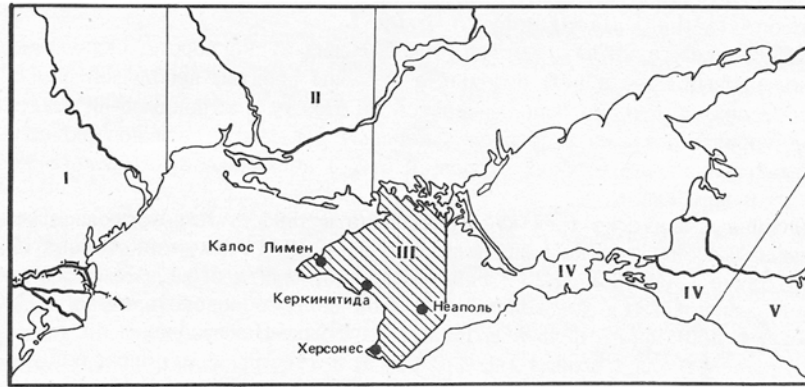 II
I
Калос Лимен
III
IV
Керкинитида
Неаполь
IV
V
Херсонес